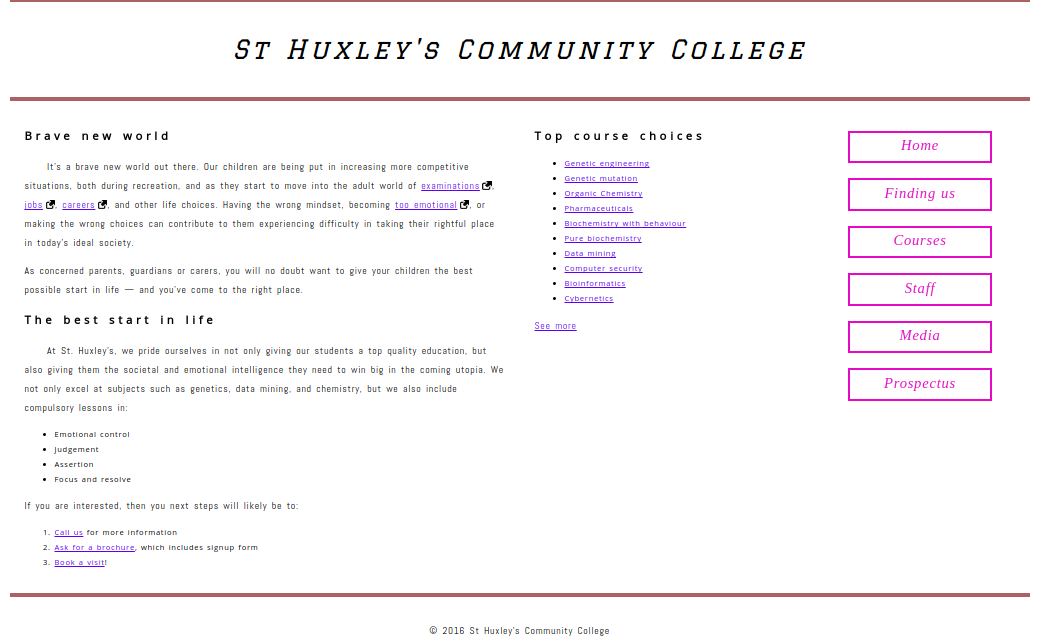 St Huxley's Community College
Brave new world
It's a brave new world out there. Our children are being put in increasing more competitive
situations, both during recreation, and as they start to move into the adult world of examinations,
jobs, careers, and other life choices. Having the wrong mindset, becoming too emotional, or
making the wrong choices can contribute to them experiencing difficulty in taking their rightful place
in today's ideal society.
As concerned parents, guardians or carers, you will no doubt want to give your children the best
possible start in life — and you've come to the right place.
The best start in life
At St. Huxley's, we pride ourselves in not only giving our students a top quality education, but
also giving them the societal and emotional intelligence they need to win big in the coming utopia. We
not only excel at subjects such as genetics, data mining, and chemistry, but we also include
compulsory lessons in:
Emotional control
Judgement
Assertion
Focus and resolve
If you are interested, then you next steps will likely be to:
1. Call us for more information
2. Ask for a brochure, which includes signup form
3. Book a visit!
Top course choices
Genetic engineering
Genetic mutation
Organic Chemistry
Pharmaceuticals
Biochemistry with behaviour
Pure biochemistry
Data mining
Computer security
Bioinformatics
Cybernetics
See more
Home
Finding us
Courses
Staff
Media
Prospectus
© 2016 St Huxley's Community College